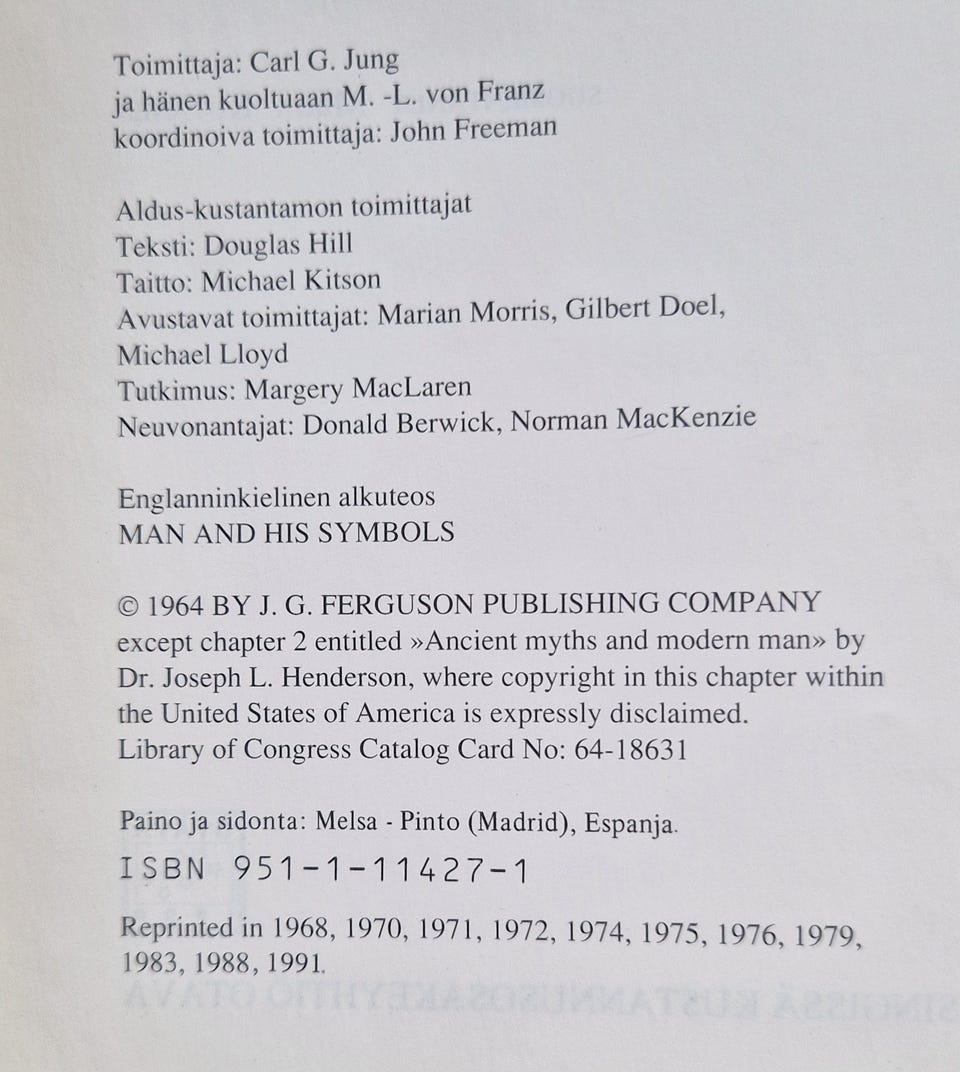 Toimittaja: Carl G. Jung
ja hänen kuoltuaan M. -L. von Franz
koordinoiva toimittaja: John Freeman
Aldus-kustantamon toimittajat
Teksti: Douglas Hill
Taitto: Michael Kitson
Avustavat toimittajat: Marian Morris, Gilbert Doel,
Michael Lloyd
Tutkimus: Margery MacLaren
Neuvonantajat: Donald Berwick, Norman MacKenzie
Englanninkielinen alkuteos
MAN AND HIS SYMBOLS
© 1964 BY J. G. FERGUSON PUBLISHING COMPANY
except chapter 2 entitled »Ancient myths and modern man» by
Dr. Joseph L. Henderson, where copyright in this chapter within
the United States of America is expressly disclaimed.
Library of Congress Catalog Card No: 64-18631
Paino ja sidonta: Melsa - Pinto (Madrid), Espanja.
ISBN 951-1-11427-1
Reprinted in 1968, 1970, 1971, 1972, 1974, 1975, 1976, 1979,
1983, 1988, 1991.